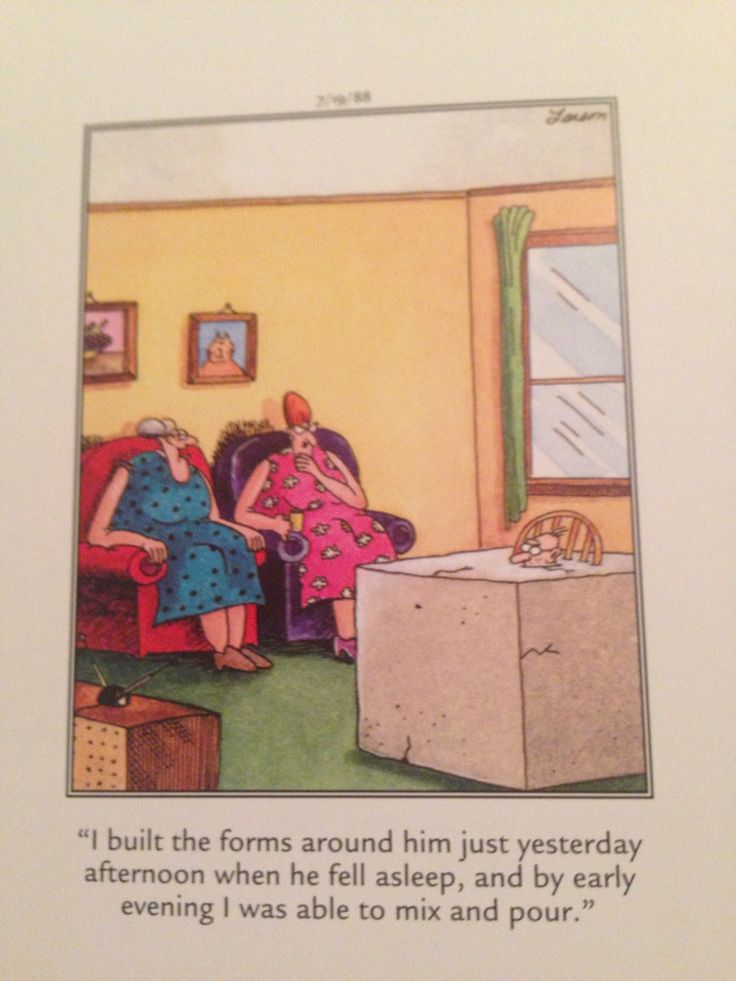 7/19/88
Larson
“I built the forms around him just yesterday
afternoon when he fell asleep, and by early
evening I was able to mix and pour.”